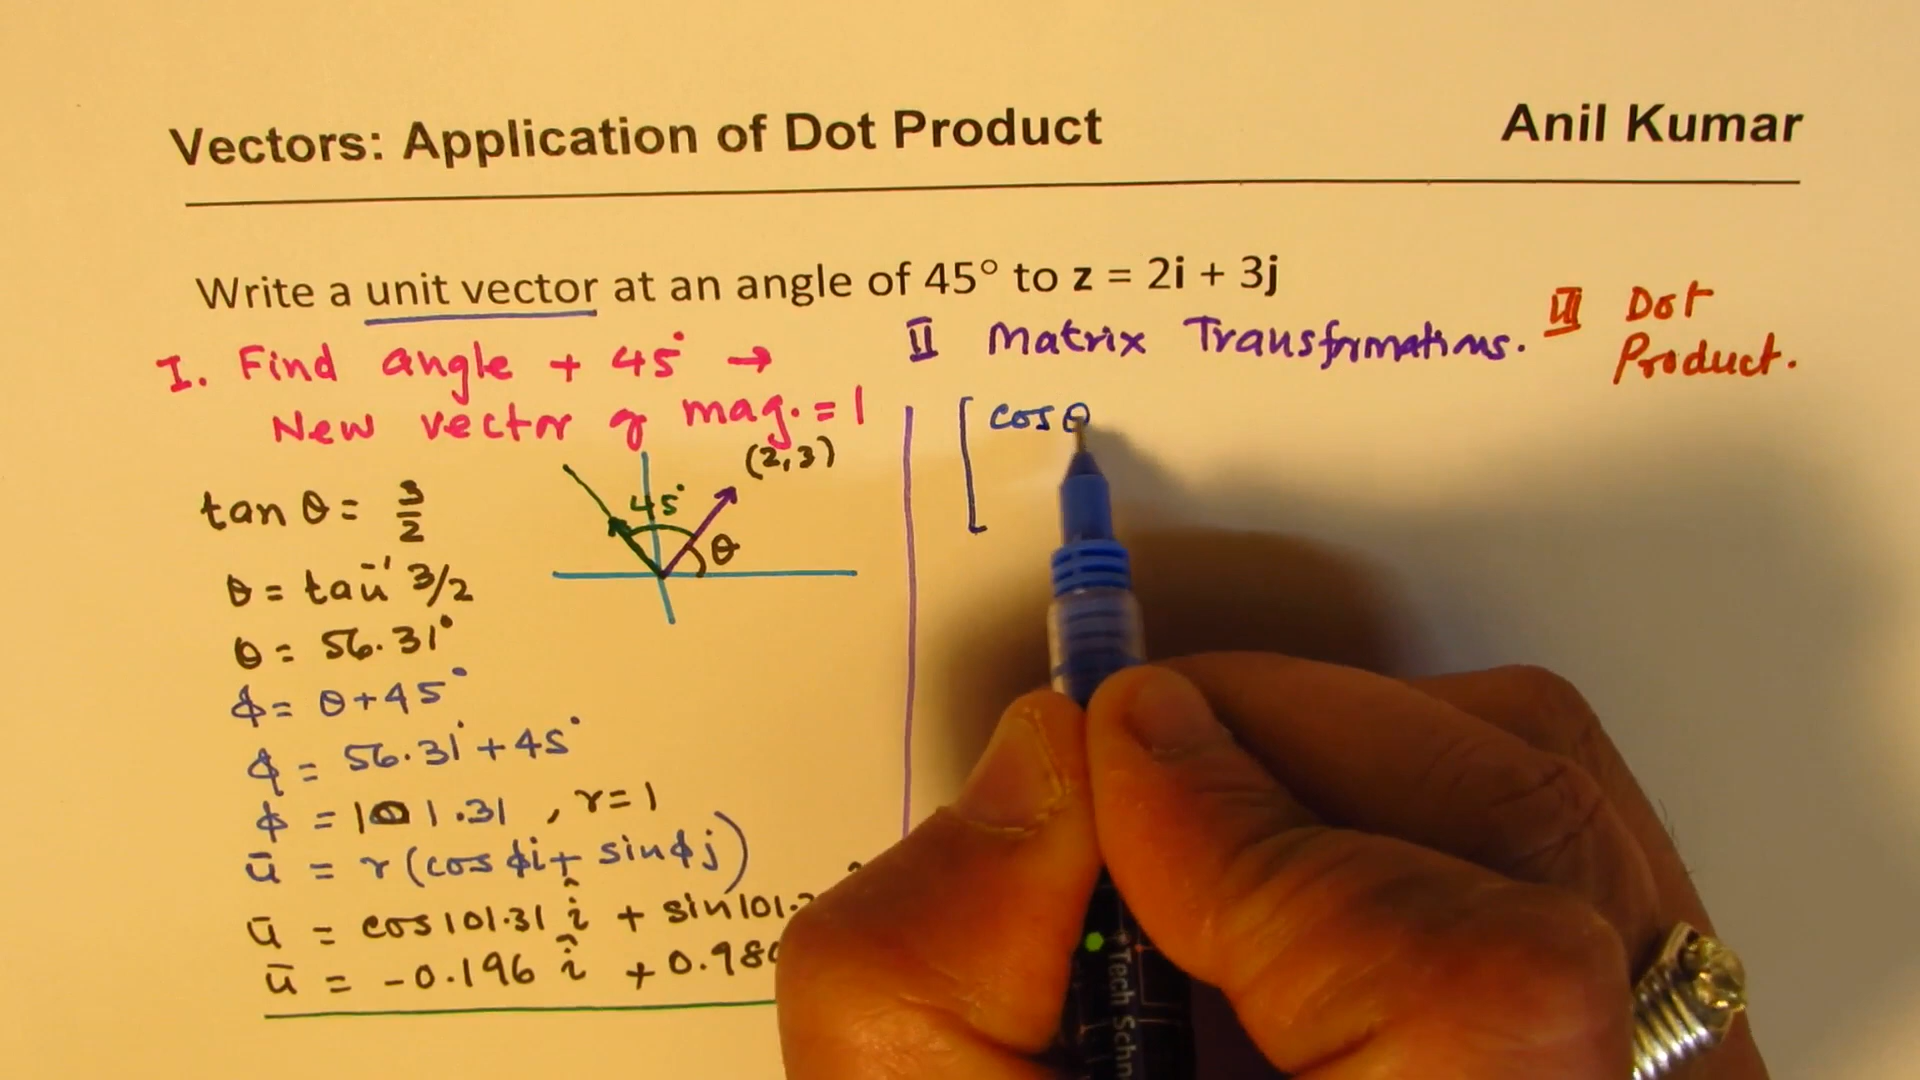 Vectors: Application of Dot Product
Anil Kumar
Write a unit vector at an angle of 45° to z = 2i + 3j
I. Find angle + 45° →
New vector of mag. = 1
II Matrix Transformations.
III Dot
Product.
(2,3)
45°
θ
tan θ = 3/2
θ = tan⁻¹ 3/2
θ = 56.31°
ϕ = θ + 45°
ϕ = 56.31° + 45°
ϕ = 101.31 , r = 1
ū = r (cos ϕ i + sin ϕ j)
ū = cos 101.31 î + sin 101.
ū = -0.196 î + 0.98
[ cos θ
Tech